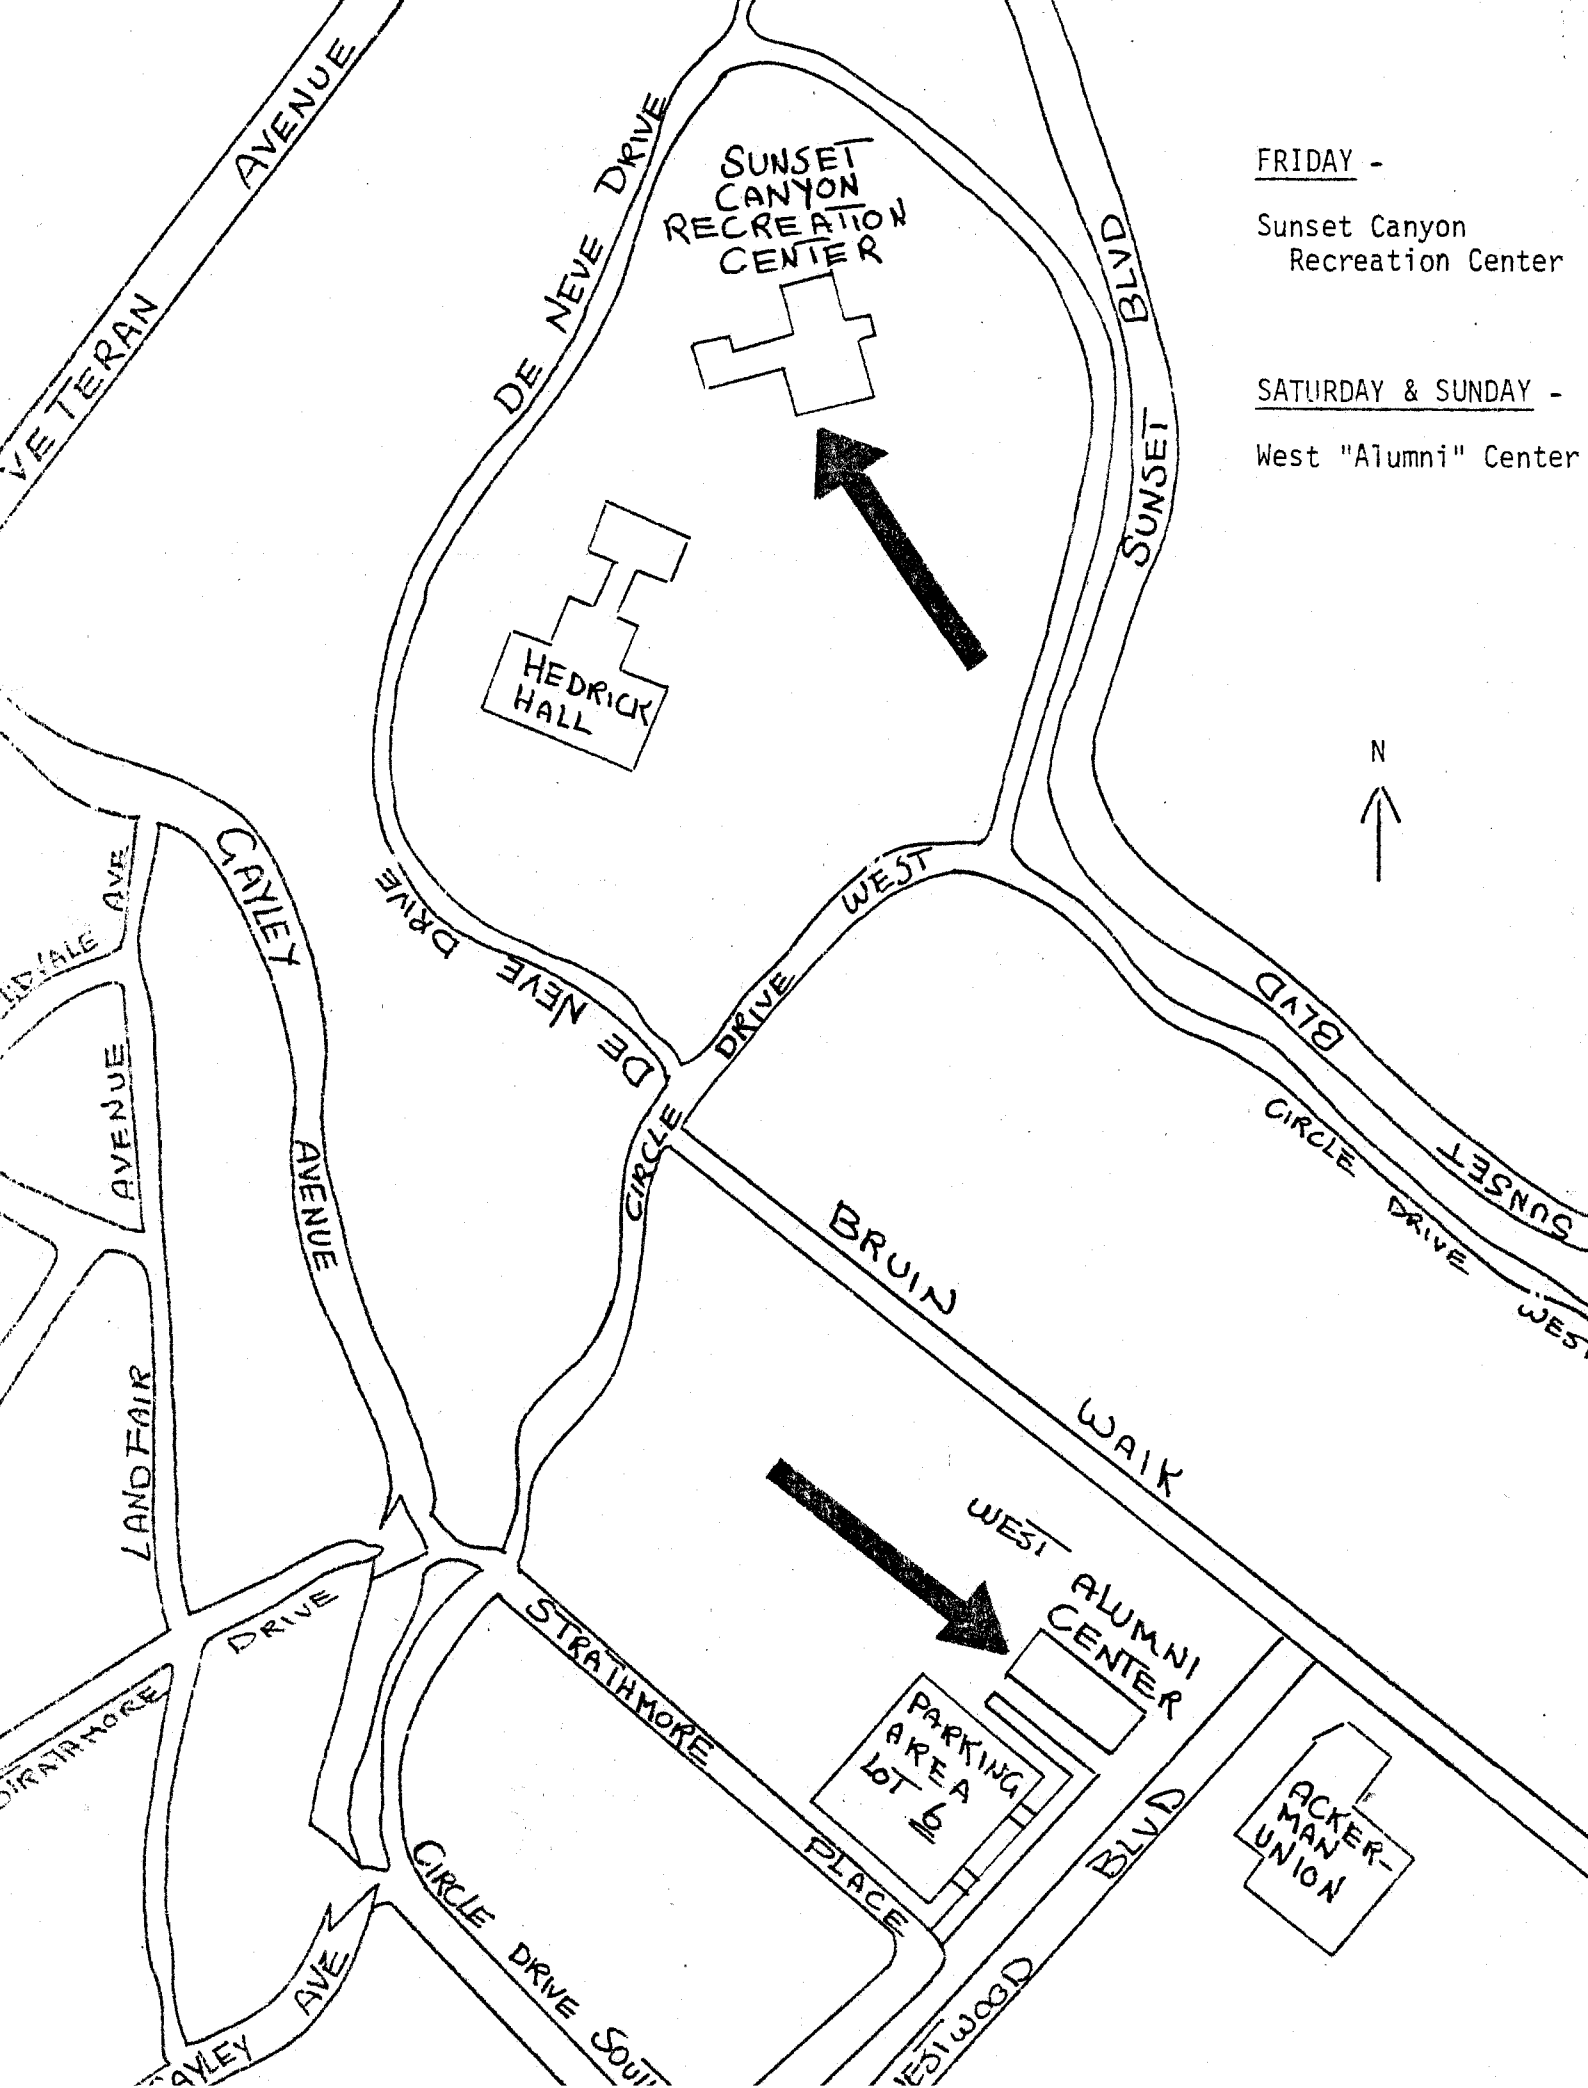 VETERAN AVENUE
DE NEVE DRIVE
SUNSET
CANYON
RECREATION
CENTER
SUNSET BLVD
FRIDAY -
Sunset Canyon
Recreation Center
SATURDAY & SUNDAY -
West "Alumni" Center
N
HEDRICK
HALL
GAYLEY AVENUE
AVE
DE NEVE DRIVE
CIRCLE DRIVE WEST
SUNSET BLVD
CIRCLE DRIVE WEST
LANDFAIR AVENUE
BRUIN WALK
WEST ALUMNI
CENTER
PARKING
AREA
LOT 6
STRATHMORE PLACE
DRIVE
ACKER-
MAN
UNION
BLVD
CIRCLE DRIVE
AVE